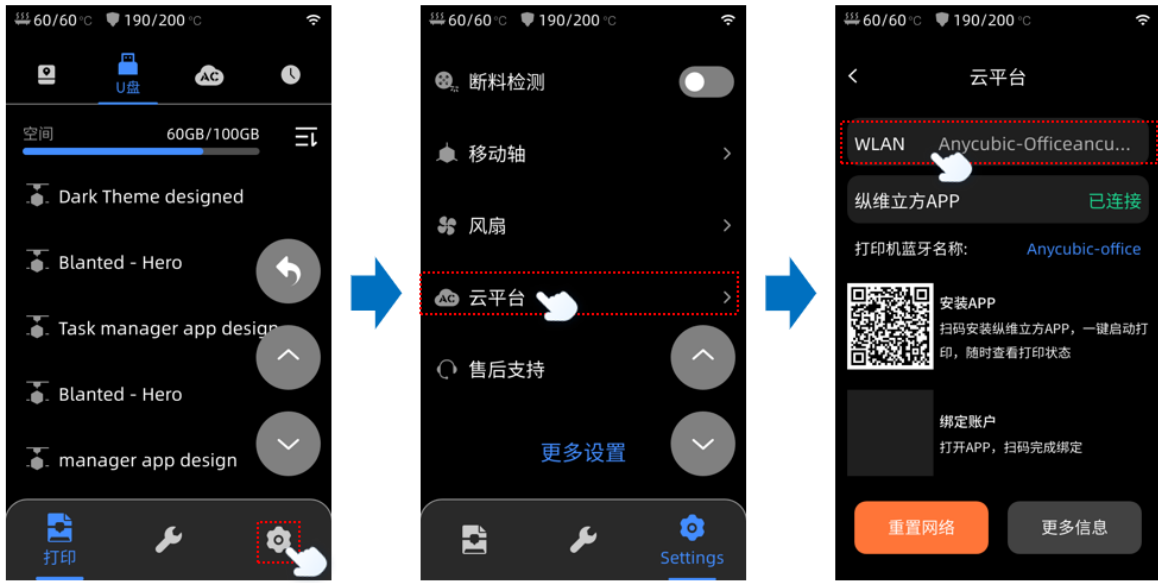 60/60℃ 190/200℃
AC
U盘
空间 60GB/100GB
Dark Theme designed
Blanted - Hero
Task manager app design
Blanted - Hero
manager app design
打印
60/60℃ 190/200℃
断料检测
移动轴
风扇
AC 云平台
售后支持
更多设置
Settings
60/60℃ 190/200℃
云平台
WLAN Anycubic-Officeancu...
纵维立方APP 已连接
打印机蓝牙名称: Anycubic-office
安装APP
扫码安装纵维立方APP，一键启动打
印，随时查看打印状态
绑定账户
打开APP，扫码完成绑定
重置网络 更多信息